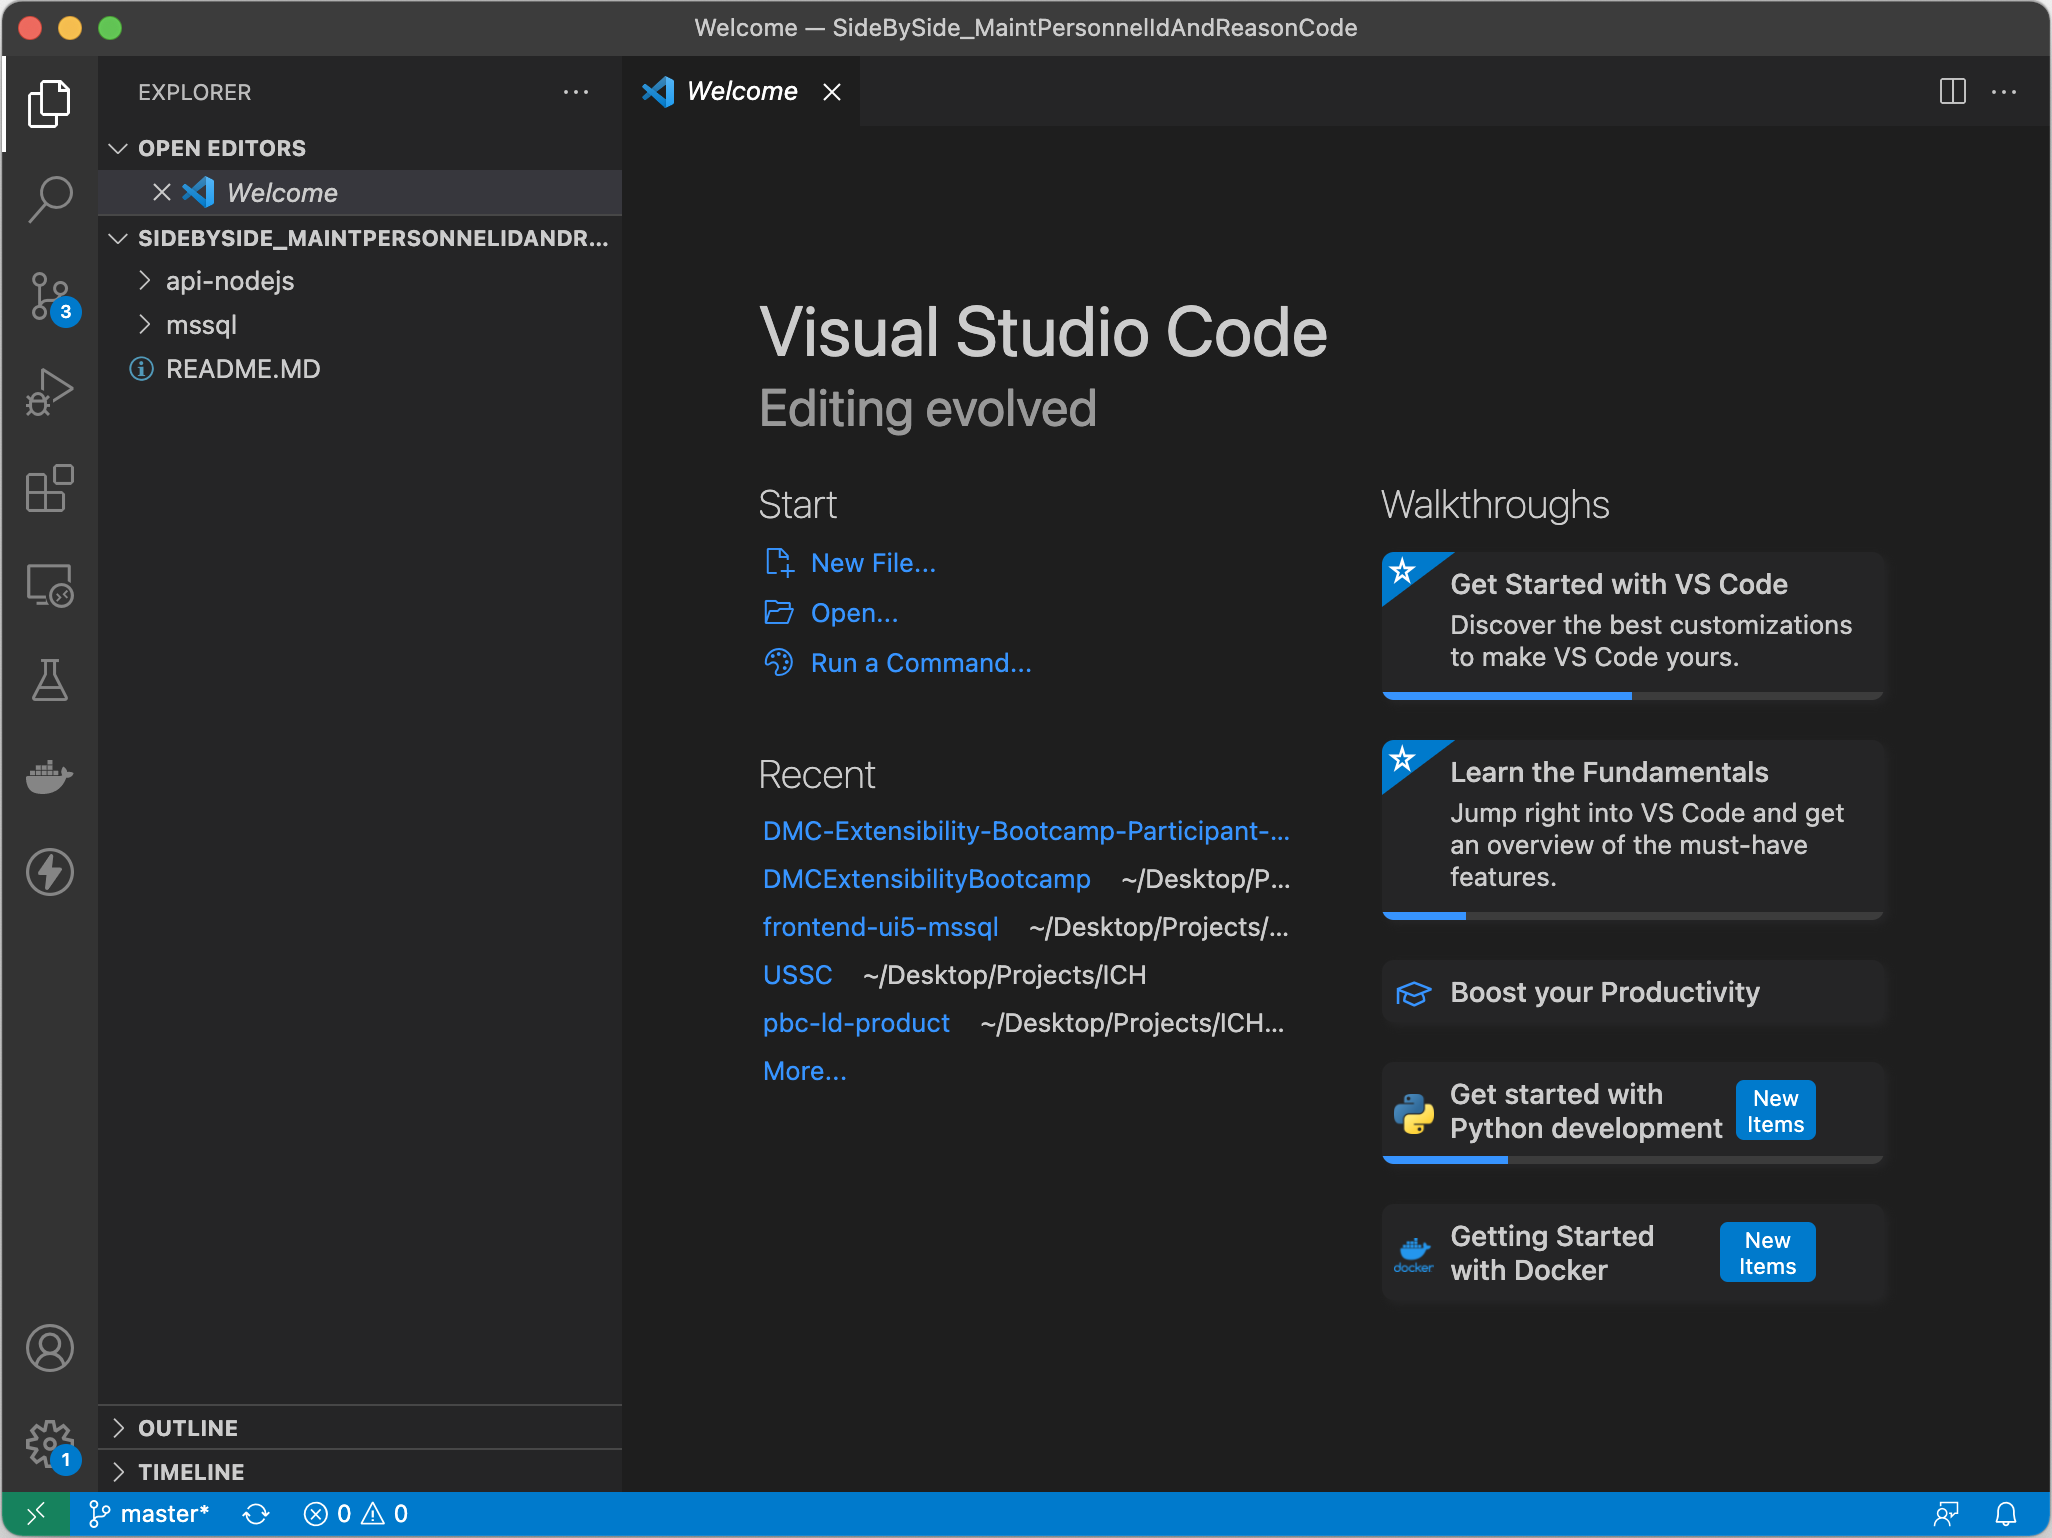 Welcome — SideBySide_MaintPersonnelIdAndReasonCode
EXPLORER
OPEN EDITORS
Welcome
SIDEBYSIDE_MAINTPERSONNELIDANDR...
api-nodejs
mssql
README.MD
3
OUTLINE
1
TIMELINE
Welcome
Visual Studio Code
Editing evolved
Start
New File...
Open...
Run a Command...
Recent
DMC-Extensibility-Bootcamp-Participant-...
DMCExtensibilityBootcamp ~/Desktop/P...
frontend-ui5-mssql ~/Desktop/Projects/...
USSC ~/Desktop/Projects/ICH
pbc-ld-product ~/Desktop/Projects/ICH...
More...
Walkthroughs
Get Started with VS Code
Discover the best customizations
to make VS Code yours.
Learn the Fundamentals
Jump right into VS Code and get
an overview of the must-have
features.
Boost your Productivity
Get started with
Python development
New
Items
docker
Getting Started
with Docker
New
Items
master* 0 0